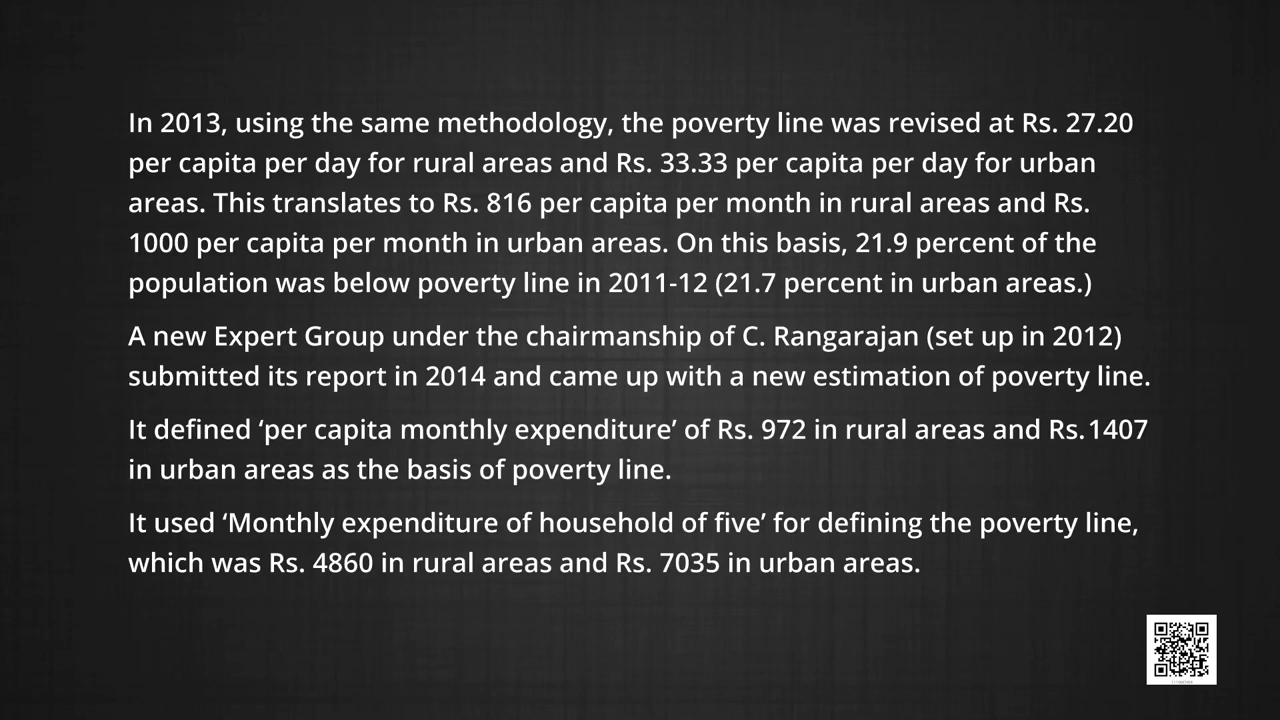 In 2013, using the same methodology, the poverty line was revised at Rs. 27.20
per capita per day for rural areas and Rs. 33.33 per capita per day for urban
areas. This translates to Rs. 816 per capita per month in rural areas and Rs.
1000 per capita per month in urban areas. On this basis, 21.9 percent of the
population was below poverty line in 2011-12 (21.7 percent in urban areas.)
A new Expert Group under the chairmanship of C. Rangarajan (set up in 2012)
submitted its report in 2014 and came up with a new estimation of poverty line.
It defined ‘per capita monthly expenditure’ of Rs. 972 in rural areas and Rs.1407
in urban areas as the basis of poverty line.
It used ‘Monthly expenditure of household of five’ for defining the poverty line,
which was Rs. 4860 in rural areas and Rs. 7035 in urban areas.